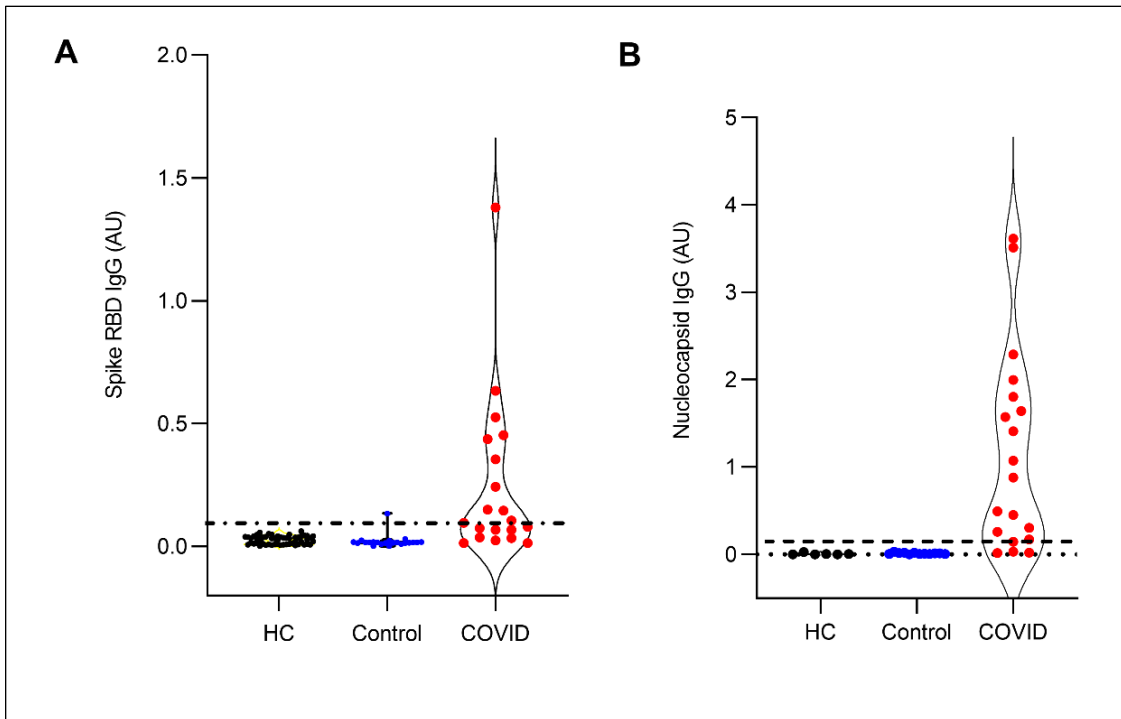 A
Spike RBD IgG (AU)
2.0
1.5
1.0
0.5
0.0
HC Control COVID
B
Nucleocapsid IgG (AU)
5
4
3
2
1
0
HC Control COVID